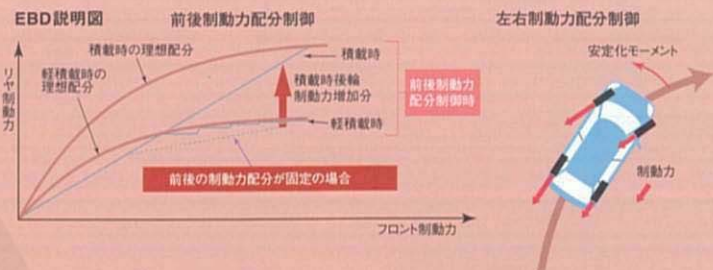 EBD説明図
前後制動力配分制御
積載時の理想配分
軽積載時の
理想配分
リヤ制動力
積載時
積載時後輪
制動力増加分
軽積載時
前後制動力
配分制御時
前後の制動力配分が固定の場合
フロント制動力
左右制動力配分制御
安定化モーメント
制動力